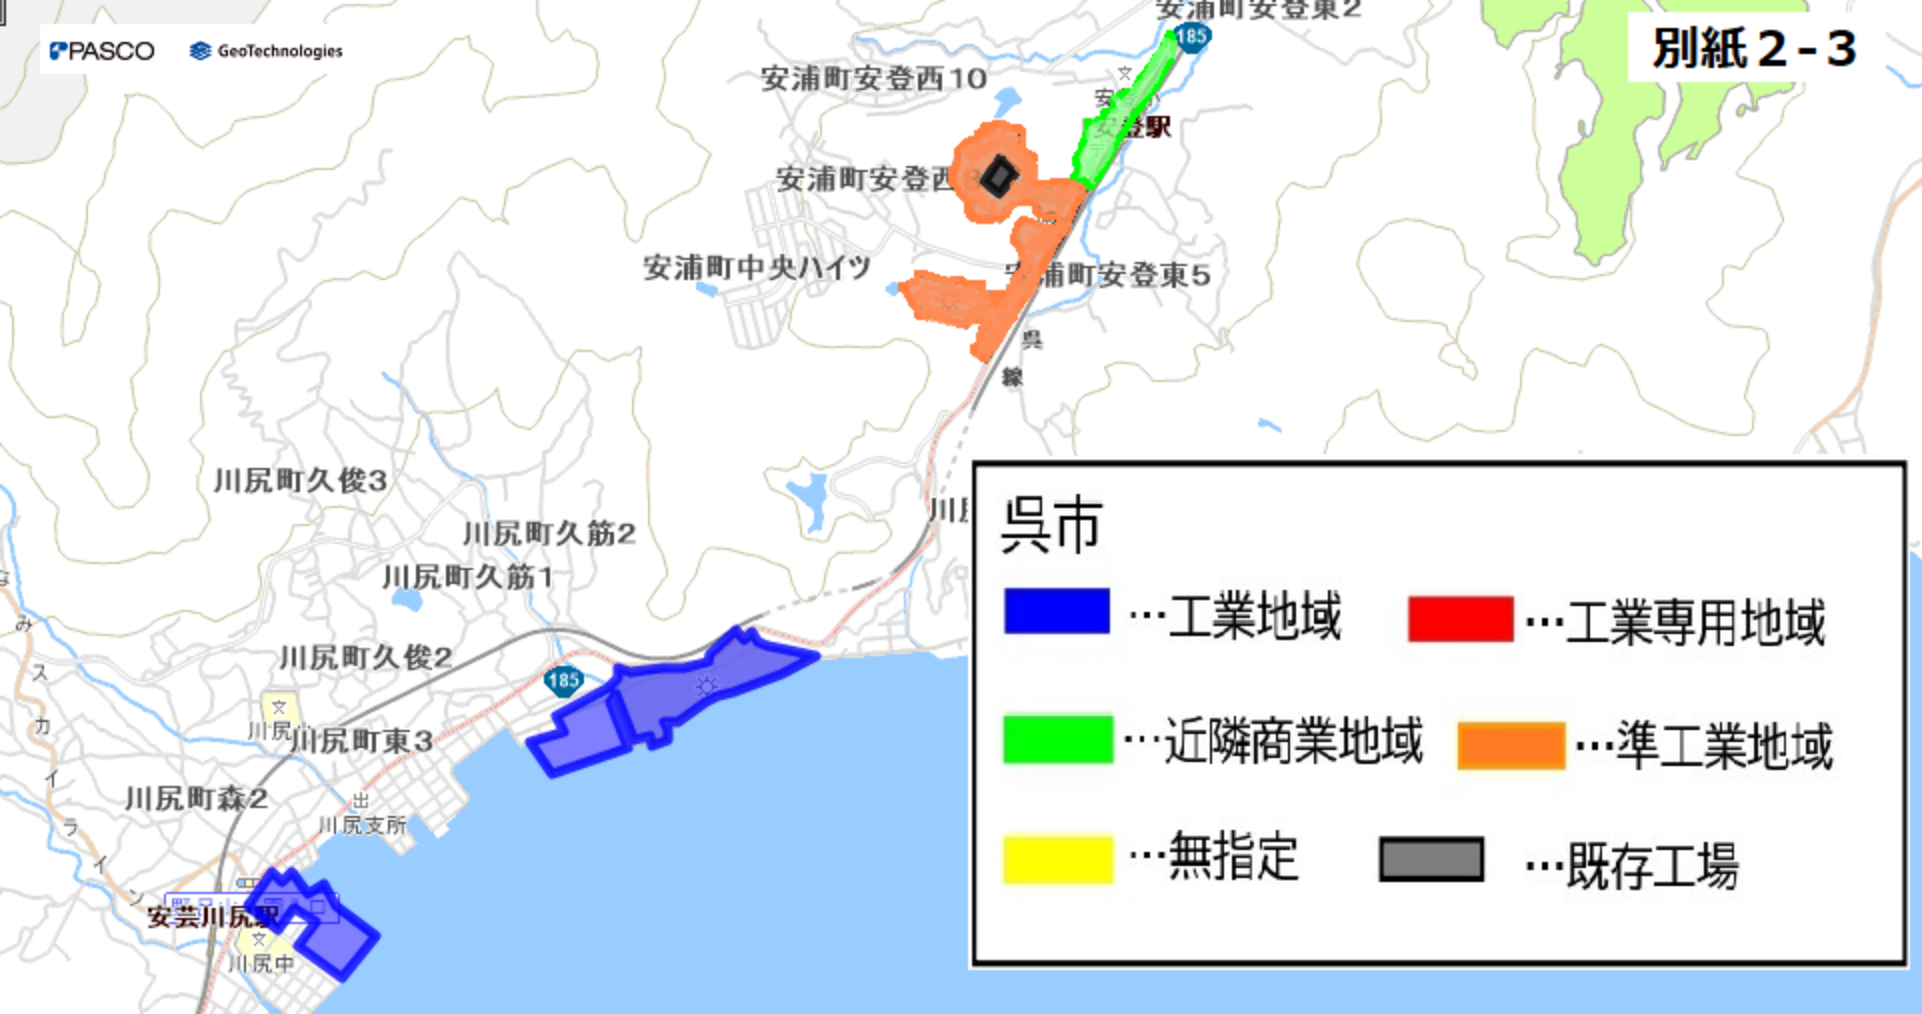 安浦町安登東2
185
別紙2-3
PASCO
GeoTechnologies
安浦町安登西10
安登駅
安浦町安登西
安浦町中央ハイツ
安浦町安登東5
呉
線
川尻町久俊3
川尻町久筋2
川尻町久筋1
川尻町久俊2
185
川尻町東3
川尻町森2
川尻支所
安芸川尻駅
川尻中
スカイライン
呉市
…工業地域
…工業専用地域
…近隣商業地域
…準工業地域
…無指定
…既存工場